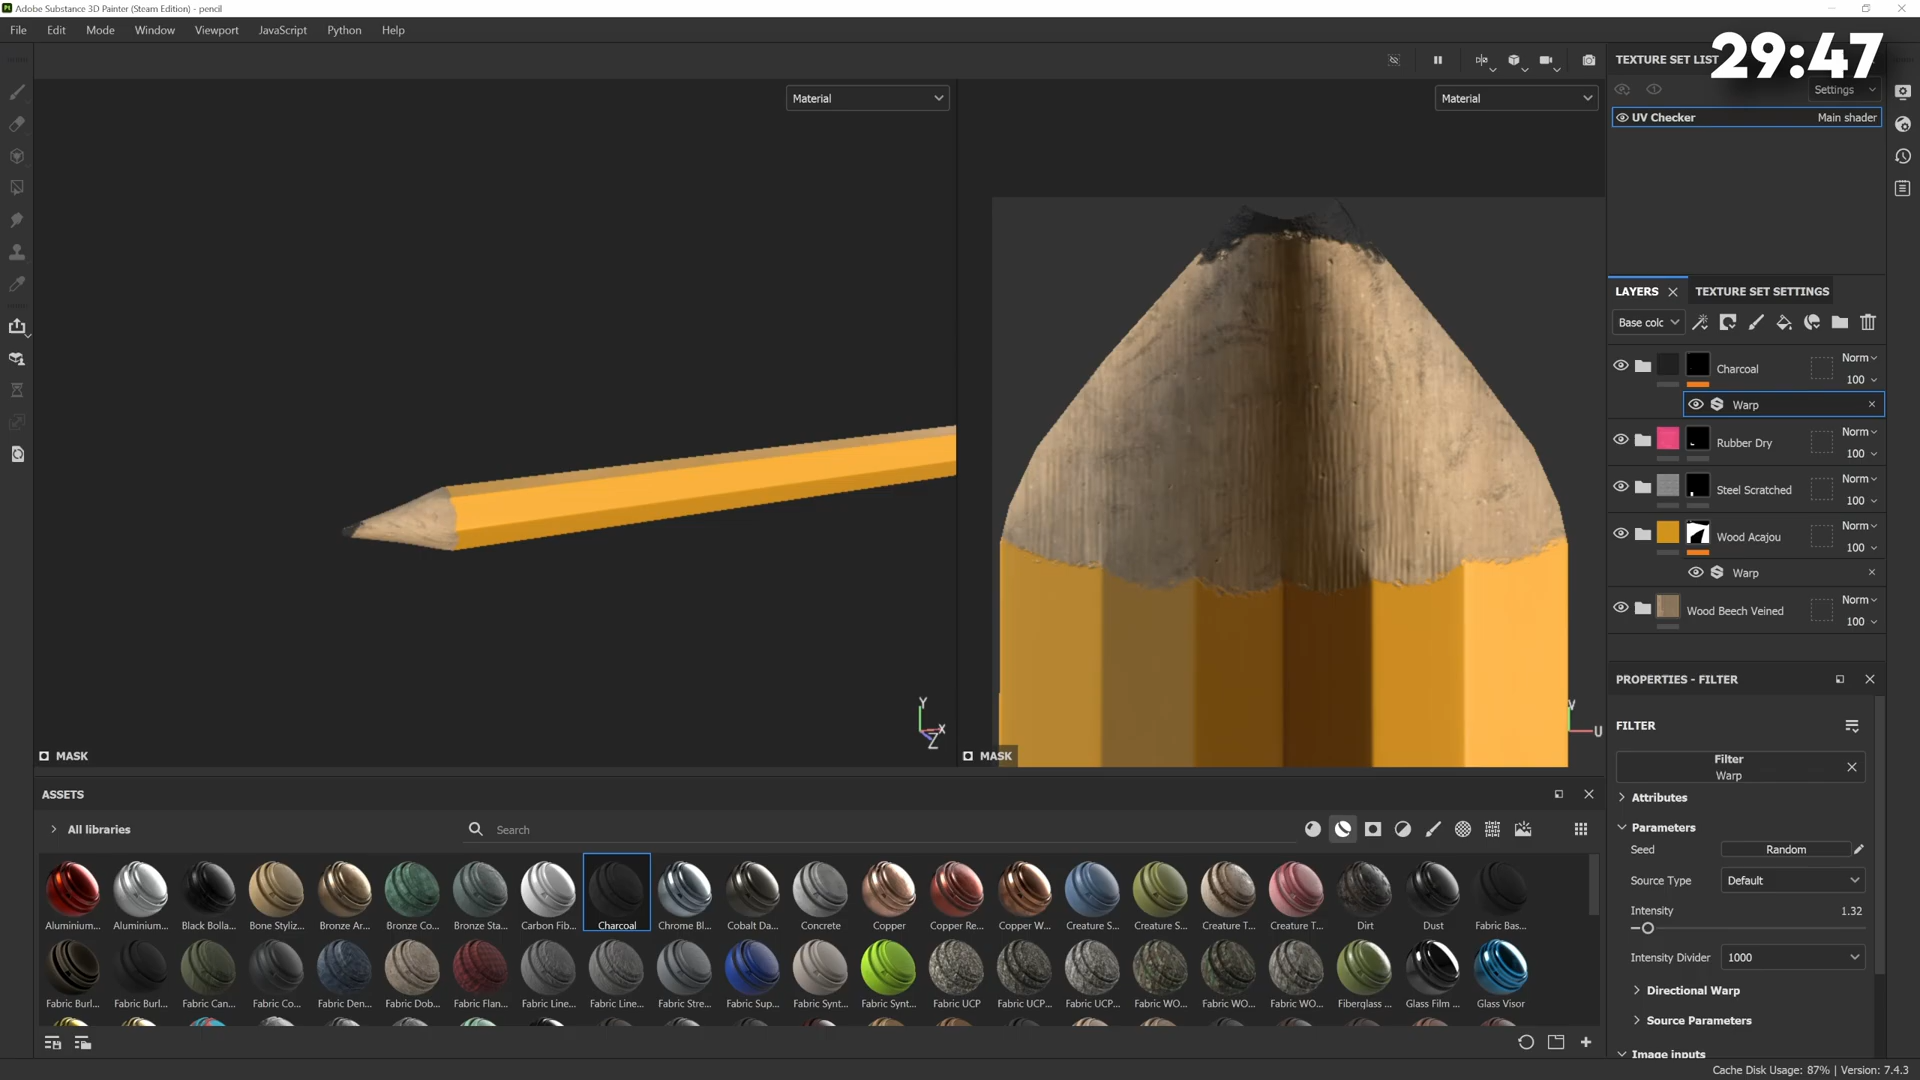 Adobe Substance 3D Painter (Steam Edition) - pencil
File Edit Mode Window Viewport JavaScript Python Help
29:47
TEXTURE SET LIST
Settings
Material
Material
UV Checker Main shader
LAYERS TEXTURE SET SETTINGS
Base colc
Charcoal Norm 100
Warp
Rubber Dry Norm 100
Steel Scratched Norm 100
Wood Acajou Norm 100
Warp
Wood Beech Veined Norm 100
Y
X
Z
V
U
MASK
MASK
PROPERTIES - FILTER
FILTER
Filter
Warp
Attributes
Parameters
Seed Random
Source Type Default
Intensity 1.32
Intensity Divider 1000
Directional Warp
Source Parameters
Image inputs
ASSETS
All libraries
Search
Aluminium... Aluminium... Black Bolla... Bone Styliz... Bronze Ar... Bronze Co... Bronze Sta... Carbon Fib... Charcoal Chrome Bl... Cobalt Da... Concrete Copper Copper Re... Copper W... Creature S... Creature S... Creature T... Creature T... Dirt Dust Fabric Bas...
Fabric Burl... Fabric Burl... Fabric Can... Fabric Co... Fabric Den... Fabric Dob... Fabric Flan... Fabric Line... Fabric Line... Fabric Stre... Fabric Sup... Fabric Synt... Fabric Synt... Fabric UCP Fabric UCP... Fabric UCP... Fabric WO... Fabric WO... Fabric WO... Fiberglass ... Glass Film ... Glass Visor
Cache Disk Usage: 87% | Version: 7.4.3